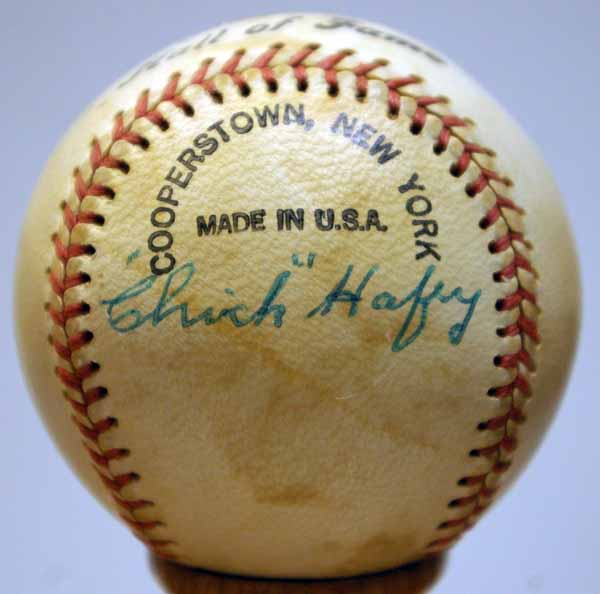 Hall of Fame
COOPERSTOWN, NEW YORK
MADE IN U.S.A.
"Chick" Hafey